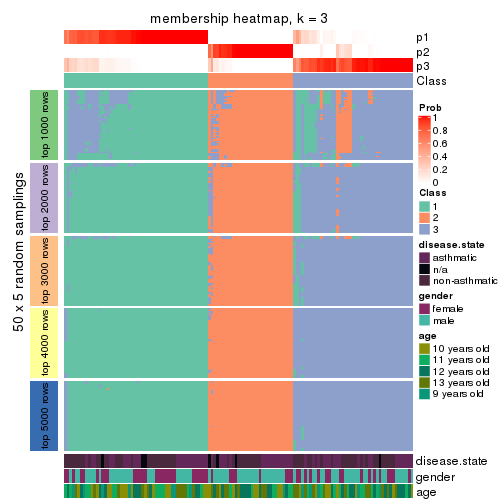 membership heatmap, k = 3
p1
p2
p3
Class
50 x 5 random samplings
top 1000 rows
top 2000 rows
top 3000 rows
top 4000 rows
top 5000 rows
disease.state
gender
age
Prob
1
0.8
0.6
0.4
0.2
0
Class
1
2
3
disease.state
asthmatic
n/a
non-asthmatic
gender
female
male
age
10 years old
11 years old
12 years old
13 years old
9 years old